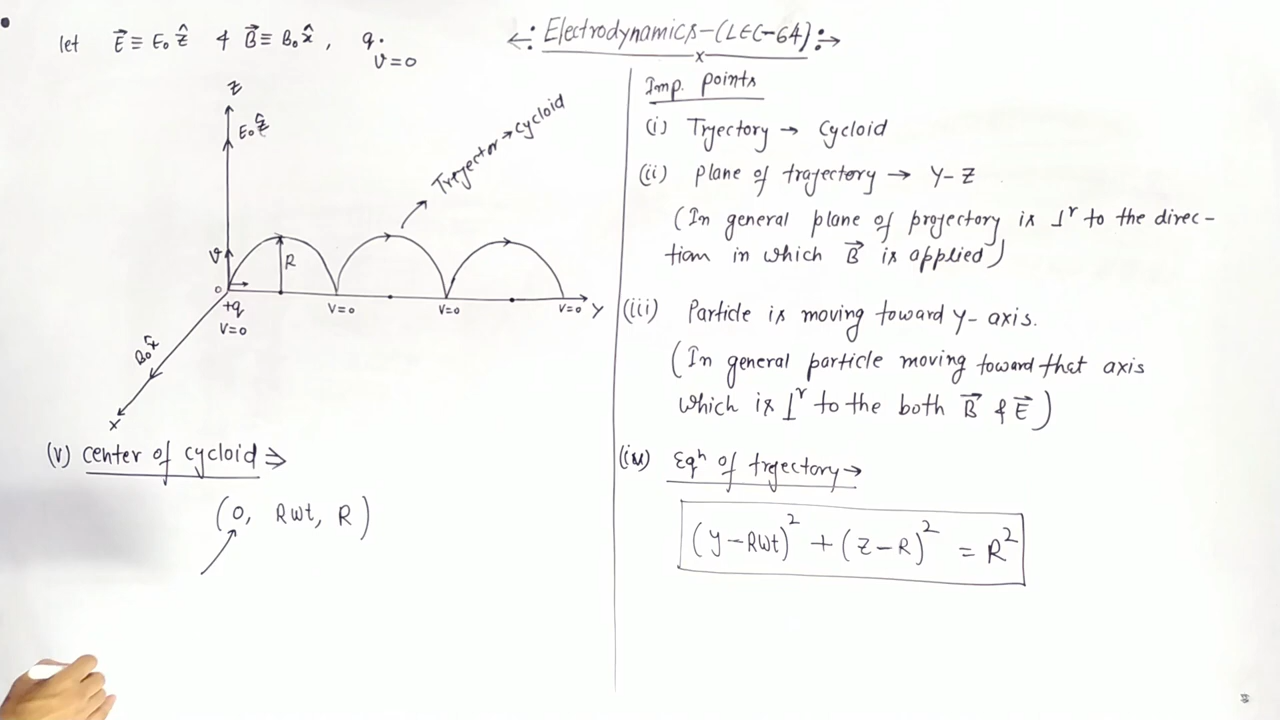 let E⃗ ≡ E₀ ẑ & B⃗ ≡ B₀ x̂ , q.
v=0
Electrodynamics-(LEC-64)
x
Z
E₀ẑ
Trejector → cycloid
v
R
o
+q
V=0
V=0
V=0
V=0
Y
B₀x̂
X
(v) center of cycloid ⇒
(0, Rωt, R)
Imp. points
(i) Trjectory → Cycloid
(ii) plane of trajectory → Y-Z
(In general plane of projectory is ⊥ʳ to the direc-
tion in which B⃗ is applied)
(iii) Particle is moving toward y-axis.
(In general particle moving toward that axis
which is ⊥ʳ to the both B⃗ & E⃗)
(iv) Eqⁿ of trejectory →
(y-Rωt)² + (z-R)² = R²